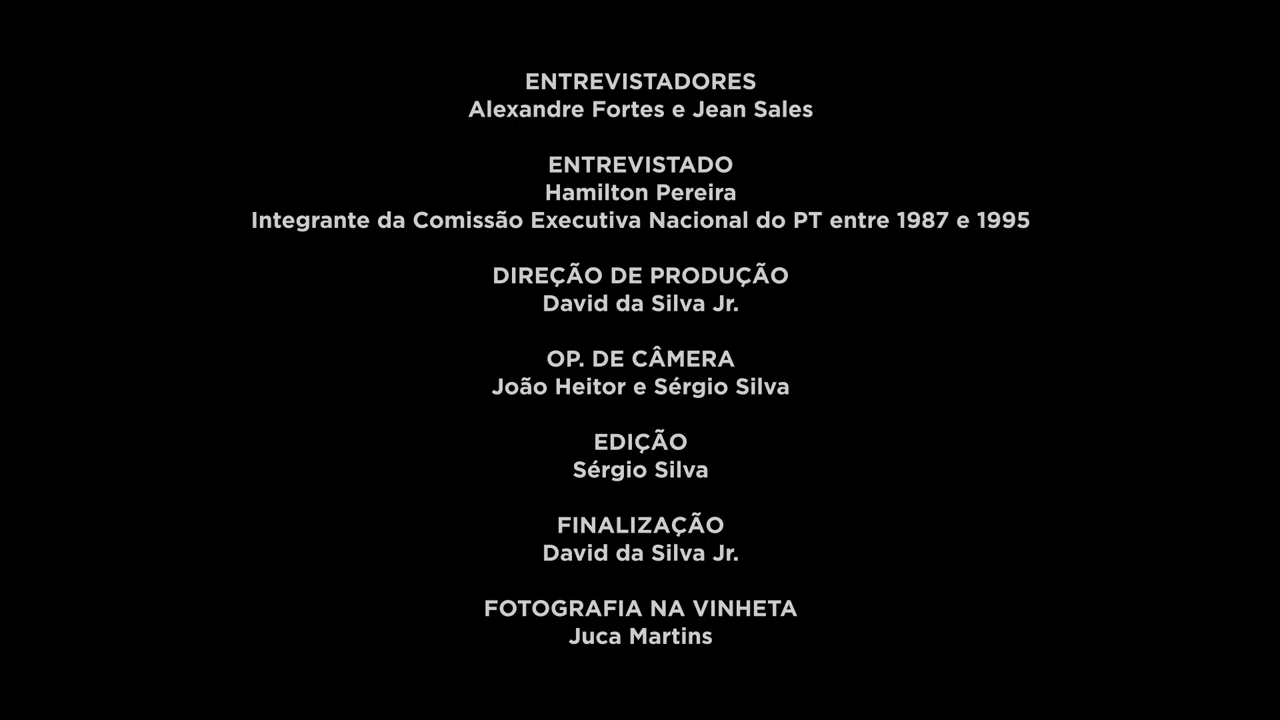 ENTREVISTADORES
Alexandre Fortes e Jean Sales
ENTREVISTADO
Hamilton Pereira
Integrante da Comissão Executiva Nacional do PT entre 1987 e 1995
DIREÇÃO DE PRODUÇÃO
David da Silva Jr.
OP. DE CÂMERA
João Heitor e Sérgio Silva
EDIÇÃO
Sérgio Silva
FINALIZAÇÃO
David da Silva Jr.
FOTOGRAFIA NA VINHETA
Juca Martins